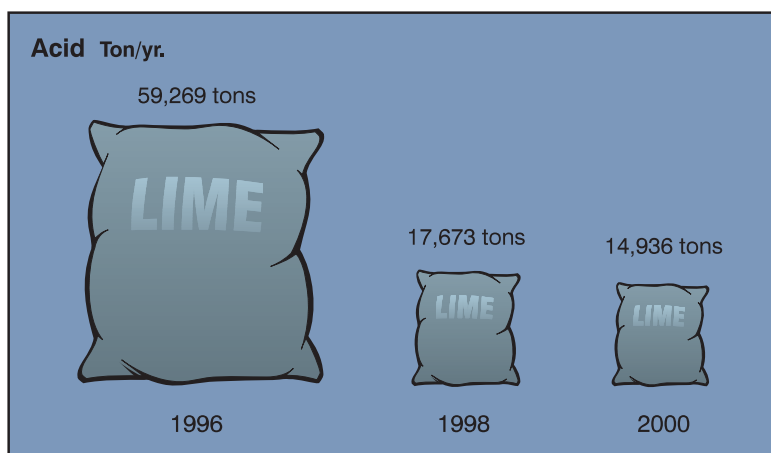 Acid Ton/yr.
59,269 tons
LIME
17,673 tons
LIME
14,936 tons
LIME
1996
1998
2000